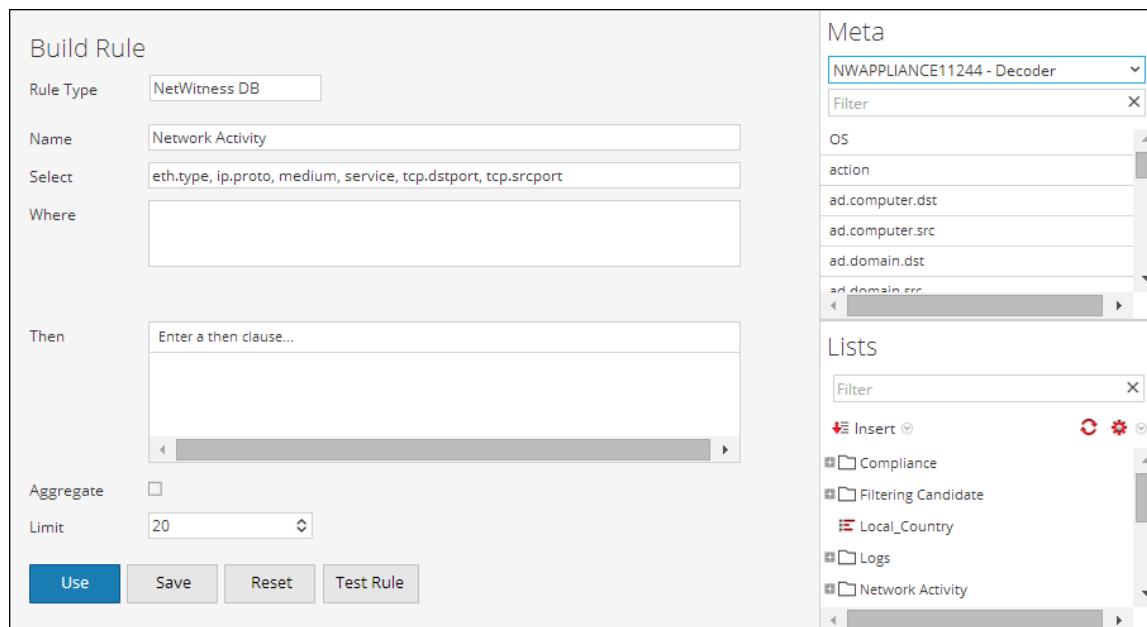 Build Rule
Rule Type
NetWitness DB
Name
Network Activity
Select
eth.type, ip.proto, medium, service, tcp.dstport, tcp.srcport
Where
Then
Enter a then clause...
Aggregate
Limit
20
Use
Save
Reset
Test Rule
Meta
NWAPPLIANCE11244 - Decoder
Filter
OS
action
ad.computer.dst
ad.computer.src
ad.domain.dst
ad.domain.src
Lists
Filter
Insert
Compliance
Filtering Candidate
Local_Country
Logs
Network Activity